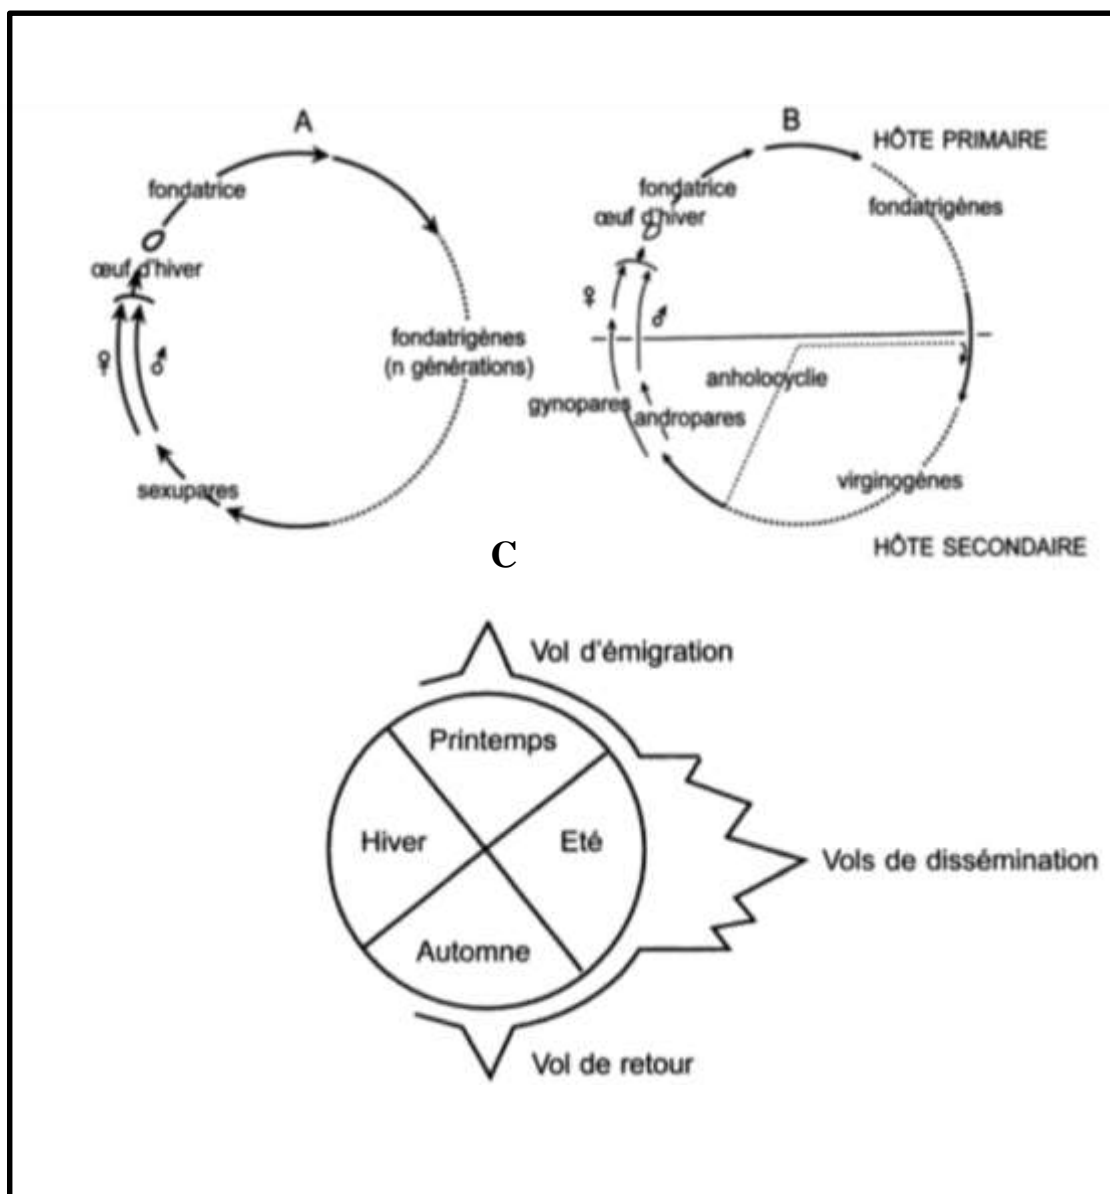 A
fondatrice
œuf d'hiver
♀
♂
fondatrigènes
(n générations)
sexupares
B
HÔTE PRIMAIRE
fondatrice
œuf d'hiver
fondatrigènes
♀
♂
anholocyclie
gynopares
andropares
virginogènes
HÔTE SECONDAIRE
C
Vol d'émigration
Printemps
Hiver
Eté
Vols de dissémination
Automne
Vol de retour